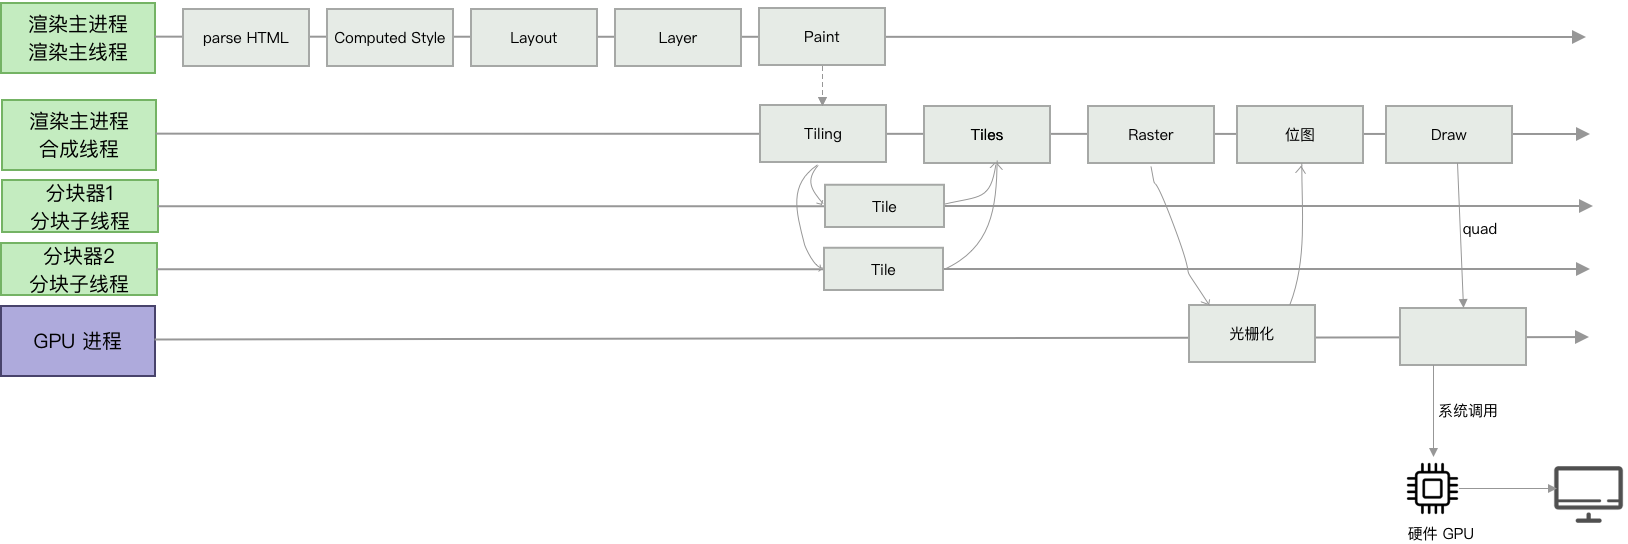 渲染主进程
渲染主线程
parse HTML
Computed Style
Layout
Layer
Paint
渲染主进程
合成线程
Tiling
Tiles
Raster
位图
Draw
分块器1
分块子线程
Tile
quad
分块器2
分块子线程
Tile
GPU 进程
光栅化
系统调用
硬件 GPU